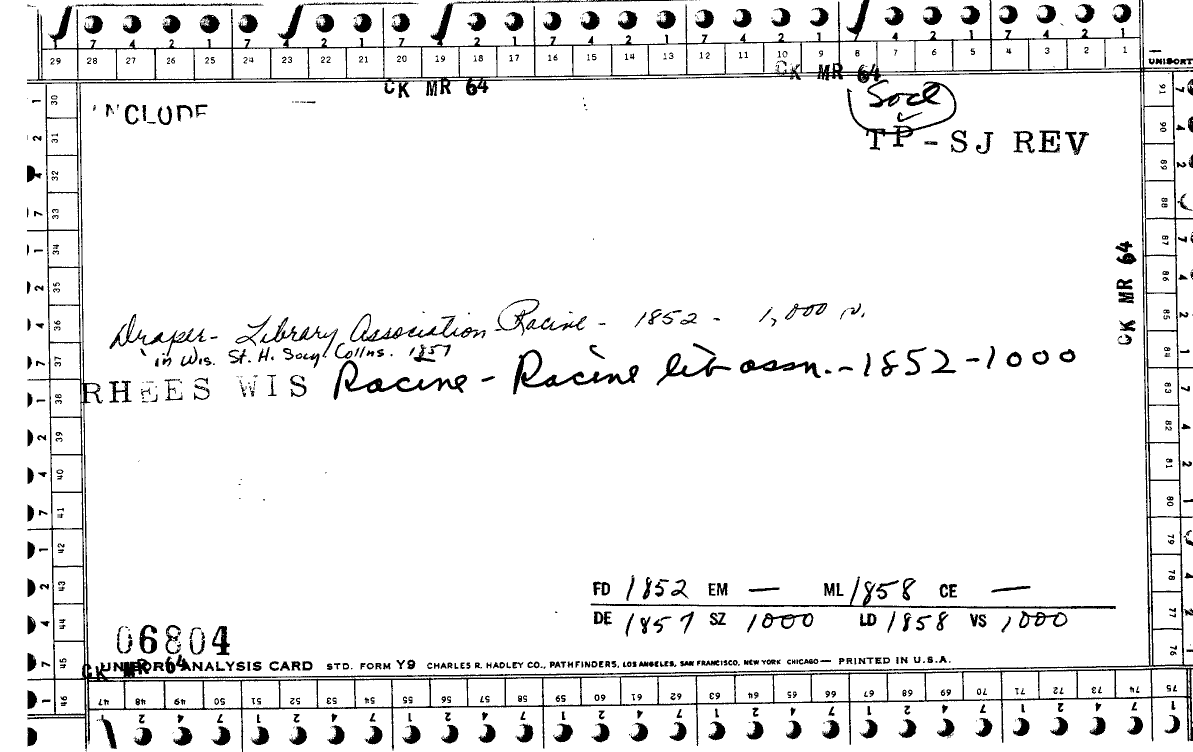 7 4 2 1 7 4 2 1 7 4 2 1 7 4 2 1 7 4 2 1 7 4 2 1 7 4 2 1
29 28 27 26 25 24 23 22 21 20 19 18 17 16 15 14 13 12 11 10 9 8 7 6 5 4 3 2 1
UNISORT
CK MR 64 CK MR 64
INCLUDE
Socl
TP - SJ REV
CK MR 64
Draper - Library Association Racine - 1852 - 1,000 v.
in Wis. St. H. Socy. Collns. 1857
RHEES WIS Racine - Racine lib assn. - 1852 - 1000
FD 1852 EM — ML 1858 CE —
DE 1857 SZ 1000 LD 1858 VS 1000
06804
CK MR 64
UNISORT ANALYSIS CARD STD. FORM Y9 CHARLES R. HADLEY CO., PATHFINDERS, LOS ANGELES, SAN FRANCISCO, NEW YORK CHICAGO — PRINTED IN U.S.A.
30 31 32 33 34 35 36 37 38 39 40 41 42 43 44 45 46
91 90 89 88 87 86 85 84 83 82 81 80 79 78 77 76
47 48 49 50 51 52 53 54 55 56 57 58 59 60 61 62 63 64 65 66 67 68 69 70 71 72 73 74 75